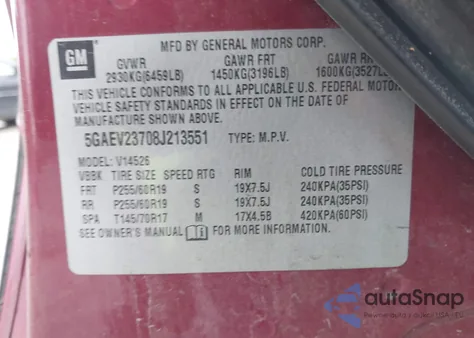 GM
MFD BY GENERAL MOTORS CORP.
GVWR GAWR FRT GAWR RR
2930KG(6459LB) 1450KG(3196LB) 1600KG(3527LB
THIS VEHICLE CONFORMS TO ALL APPLICABLE U.S. FEDERAL MOTOR
VEHICLE SAFETY STANDARDS IN EFFECT ON THE DATE OF
MANUFACTURE SHOWN ABOVE.
5GAEV23708J213551 TYPE: M.P.V.
MODEL: V14526
VBBK TIRE SIZE SPEED RTG RIM COLD TIRE PRESSURE
FRT P255/60R19 S 19X7.5J 240KPA(35PSI)
RR P255/60R19 S 19X7.5J 240KPA(35PSI)
SPA T145/70R17 M 17X4.5B 420KPA(60PSI)
SEE OWNER'S MANUAL FOR MORE INFORMATION.
autoSnap